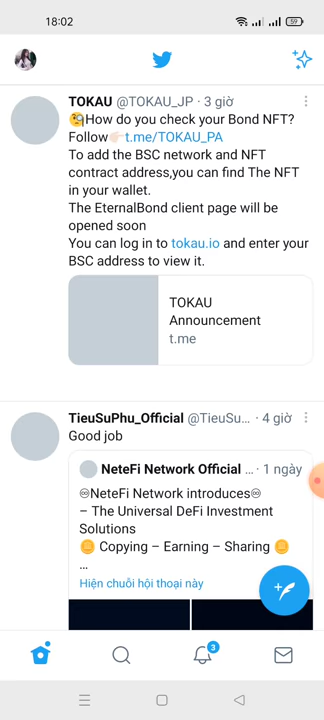 18:02
59
TOKAU @TOKAU_JP · 3 giờ
🧐How do you check your Bond NFT?
Follow👉🏻t.me/TOKAU_PA
To add the BSC network and NFT
contract address,you can find The NFT
in your wallet.
The EternalBond client page will be
opened soon
You can log in to tokau.io and enter your
BSC address to view it.
TOKAU
Announcement
t.me
TieuSuPhu_Official @TieuSu... · 4 giờ
Good job
NeteFi Network Official ... · 1 ngày
♾NeteFi Network introduces♾
– The Universal DeFi Investment
Solutions
🪙 Copying – Earning – Sharing 🪙
...
Hiện chuỗi hội thoại này
3